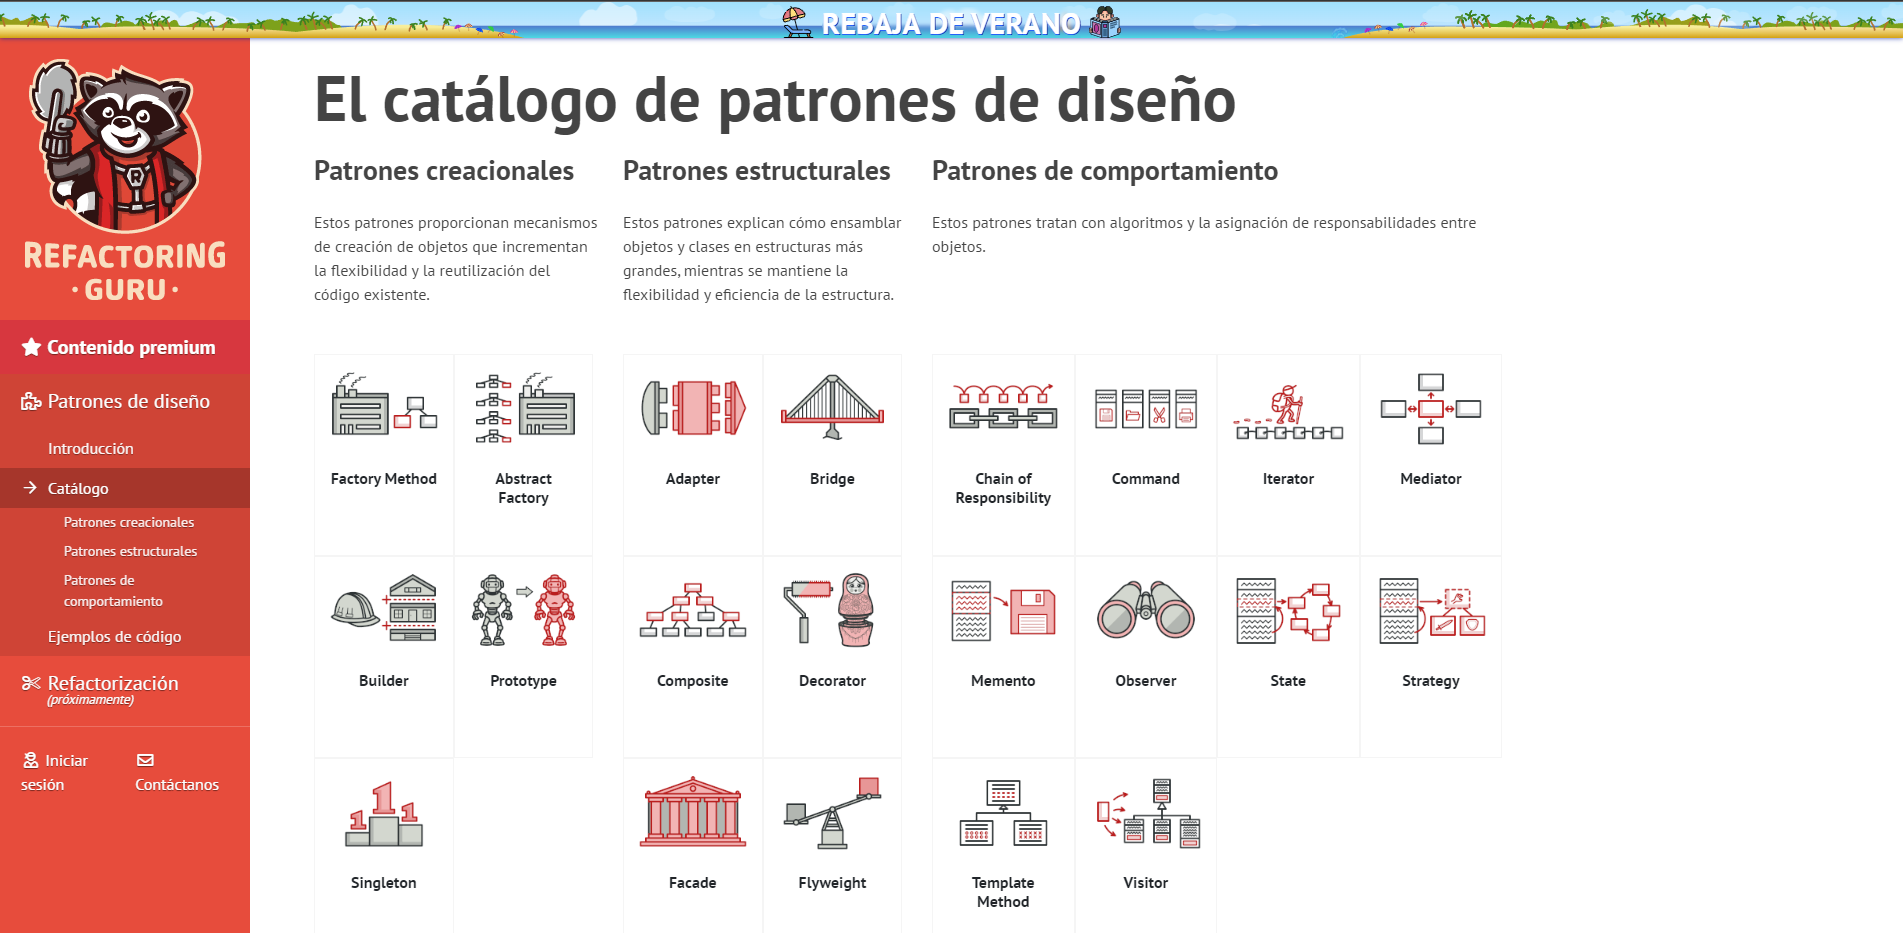 REBAJA DE VERANO
REFACTORING
· GURU ·
Contenido premium
Patrones de diseño
Introducción
Catálogo
Patrones creacionales
Patrones estructurales
Patrones de
comportamiento
Ejemplos de código
Refactorización
(próximamente)
Iniciar
sesión
Contáctanos
El catálogo de patrones de diseño
Patrones creacionales
Estos patrones proporcionan mecanismos
de creación de objetos que incrementan
la flexibilidad y la reutilización del
código existente.
Factory Method
Abstract
Factory
Builder
Prototype
1
1
1
Singleton
Patrones estructurales
Estos patrones explican cómo ensamblar
objetos y clases en estructuras más
grandes, mientras se mantiene la
flexibilidad y eficiencia de la estructura.
Adapter
Bridge
Composite
Decorator
Facade
Flyweight
Patrones de comportamiento
Estos patrones tratan con algoritmos y la asignación de responsabilidades entre
objetos.
Chain of
Responsibility
Command
Iterator
Mediator
Memento
Observer
State
Strategy
Template
Method
Visitor